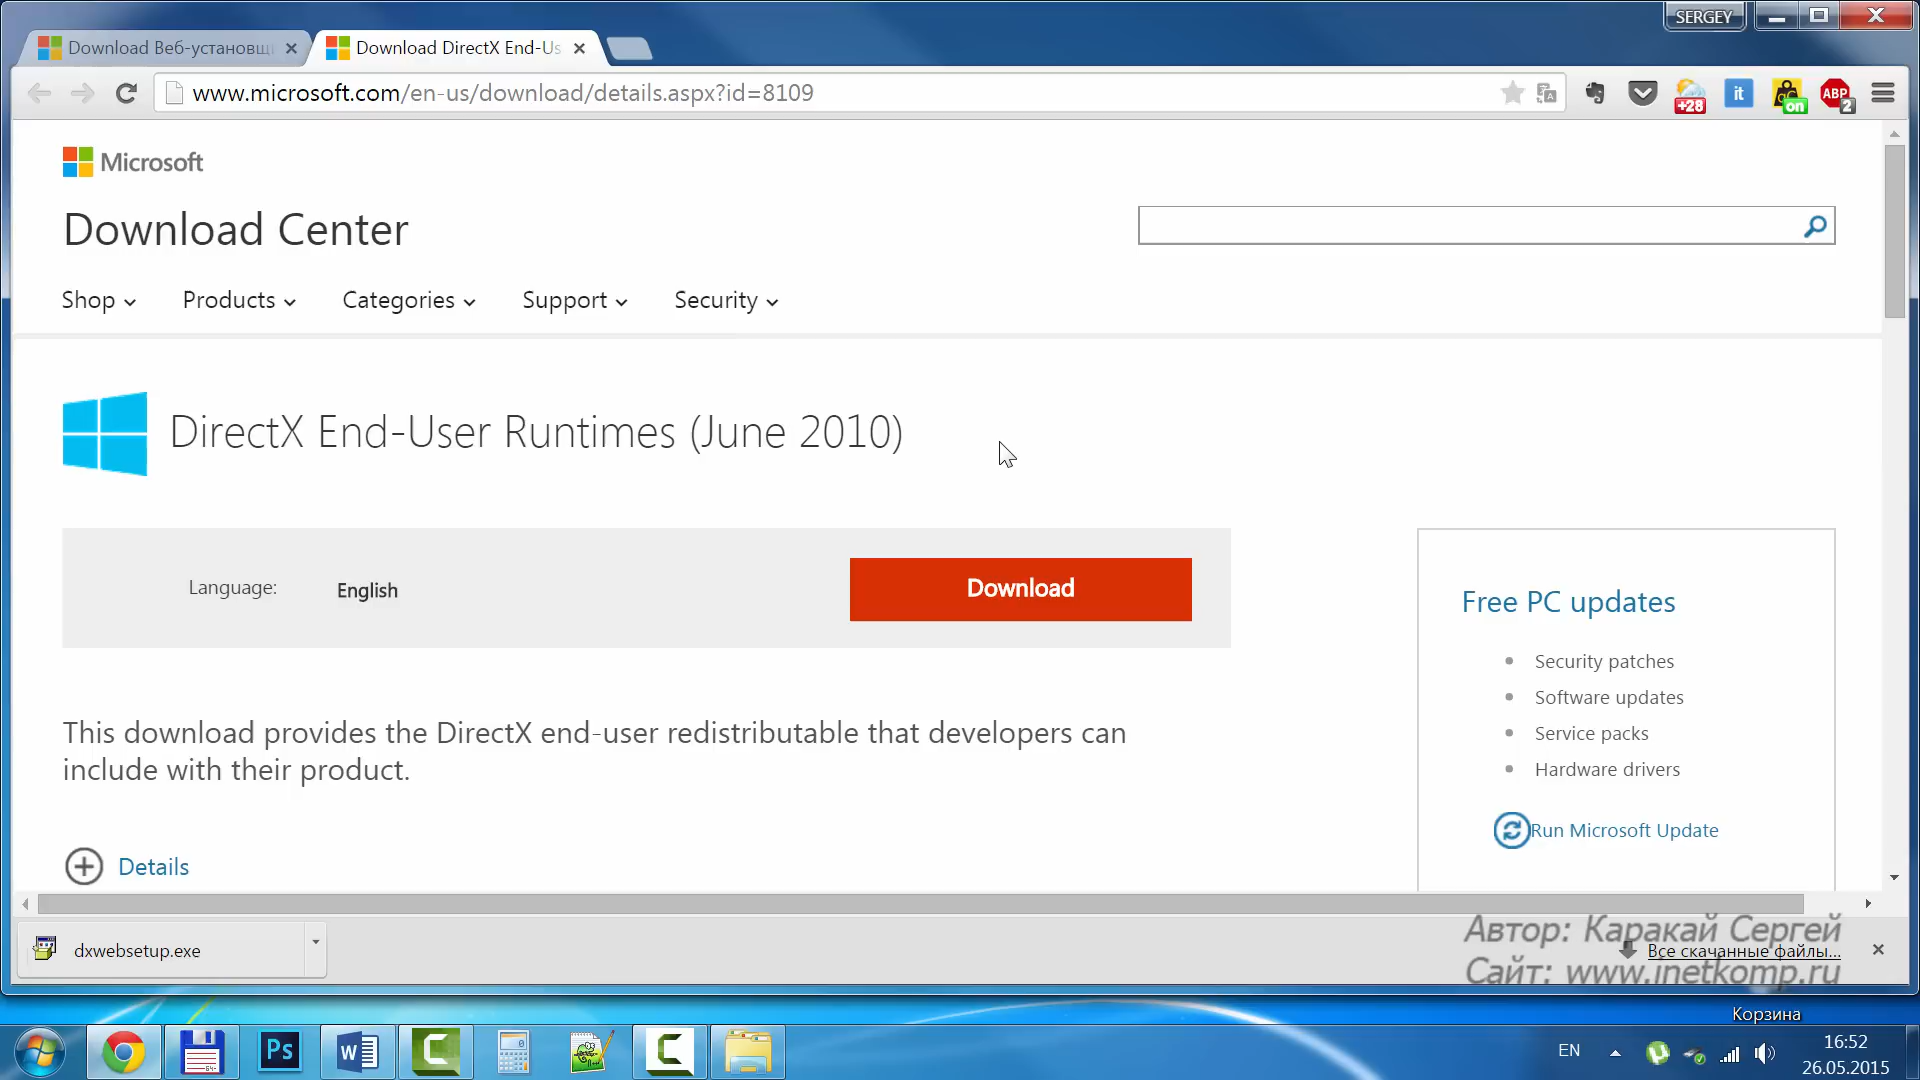 SERGEY
Download Веб-установщи
Download DirectX End-Us
www.microsoft.com/en-us/download/details.aspx?id=8109
+28
it
on
ABP
2
Microsoft
Download Center
Shop
Products
Categories
Support
Security
DirectX End-User Runtimes (June 2010)
Language:
English
Download
Free PC updates
Security patches
Software updates
Service packs
Hardware drivers
Run Microsoft Update
This download provides the DirectX end-user redistributable that developers can
include with their product.
Details
dxwebsetup.exe
Автор: Каракай Сергей
Все скачанные файлы...
Сайт: www.inetkomp.ru
Корзина
64
Ps
W
C
C
EN
16:52
26.05.2015